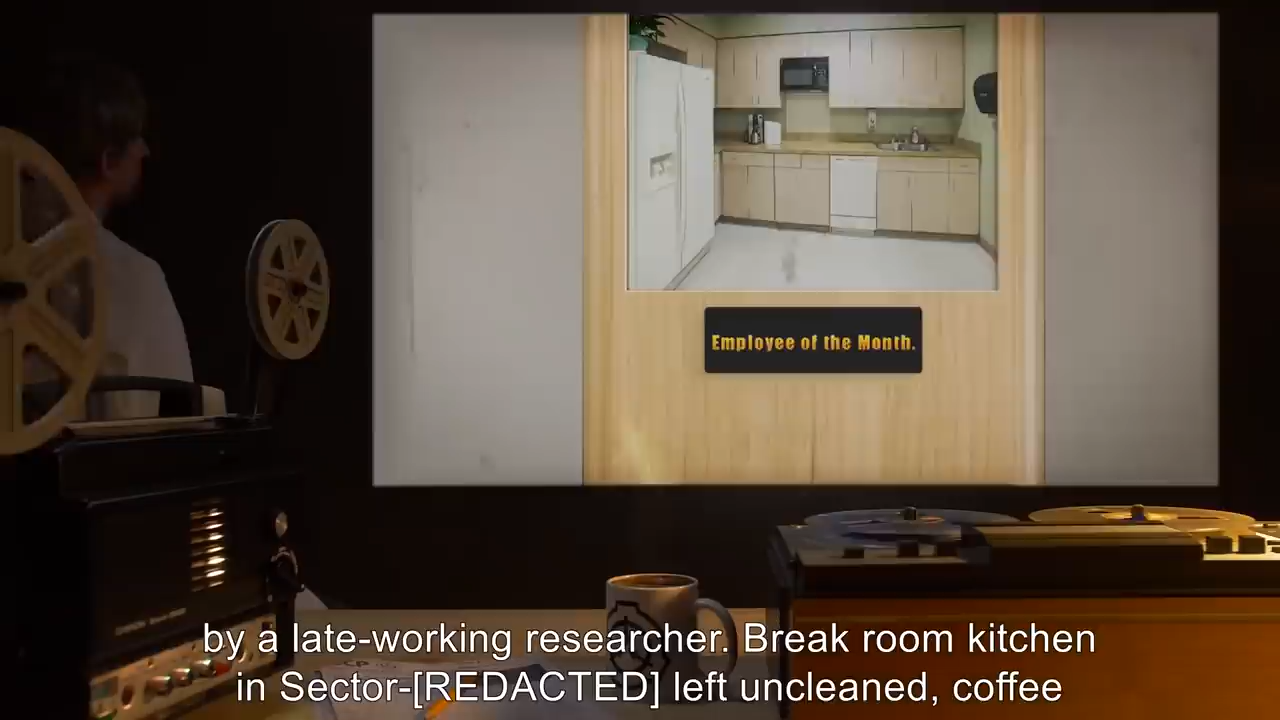 Employee of the Month.
by a late-working researcher. Break room kitchen
in Sector-[REDACTED] left uncleaned, coffee